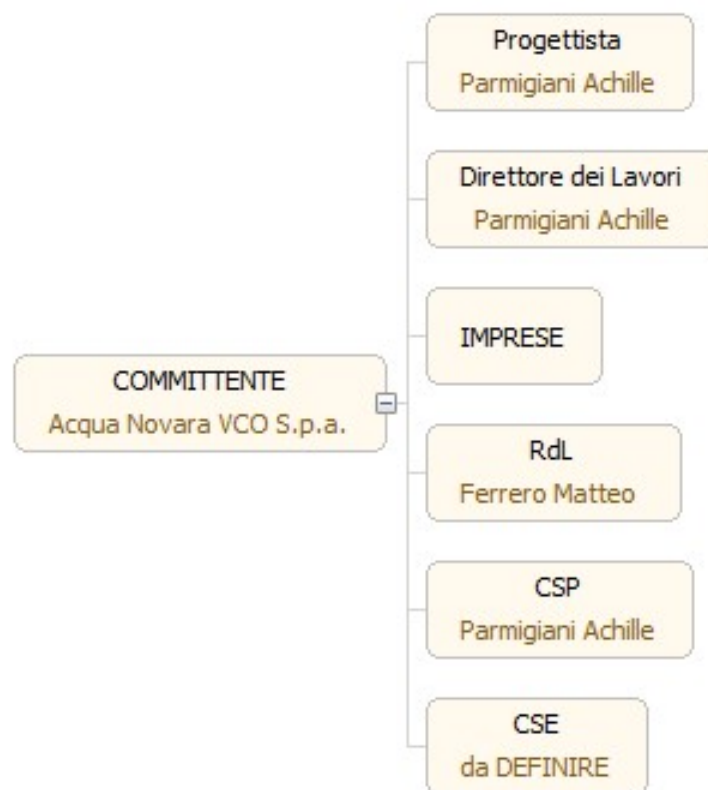 Progettista
Parmigiani Achille
Direttore dei Lavori
Parmigiani Achille
IMPRESE
COMMITTENTE
Acqua Novara VCO S.p.a.
RdL
Ferrero Matteo
CSP
Parmigiani Achille
CSE
da DEFINIRE